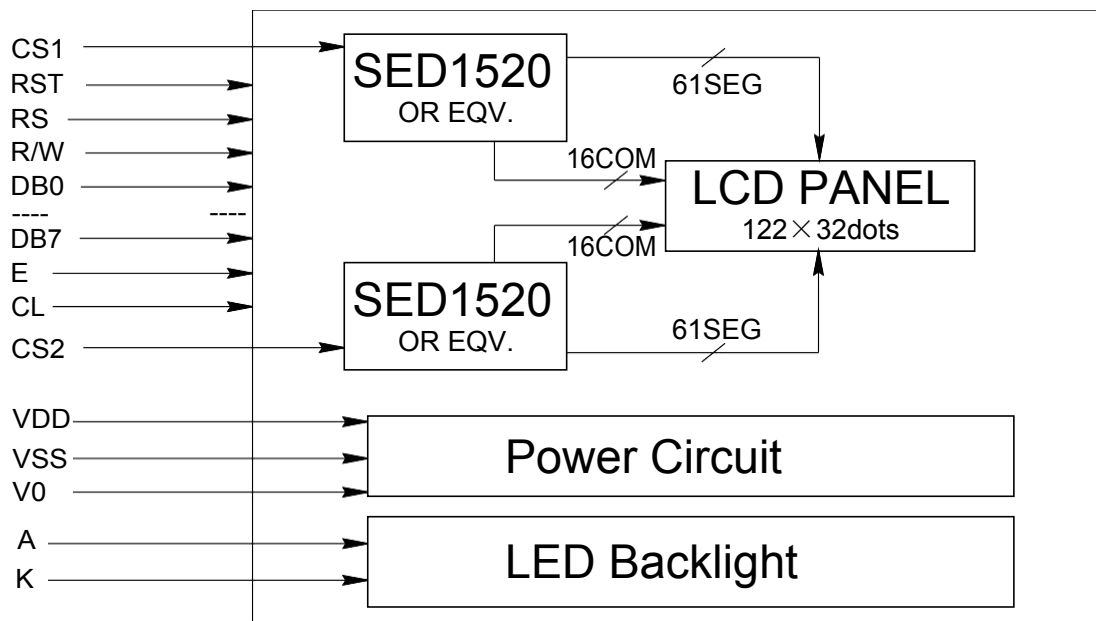 CS1
RST
RS
R/W
DB0
---- ----
DB7
E
CL
CS2
VDD
VSS
V0
A
K
SED1520
OR EQV.
61SEG
16COM
LCD PANEL
122×32dots
16COM
SED1520
OR EQV.
61SEG
Power Circuit
LED Backlight